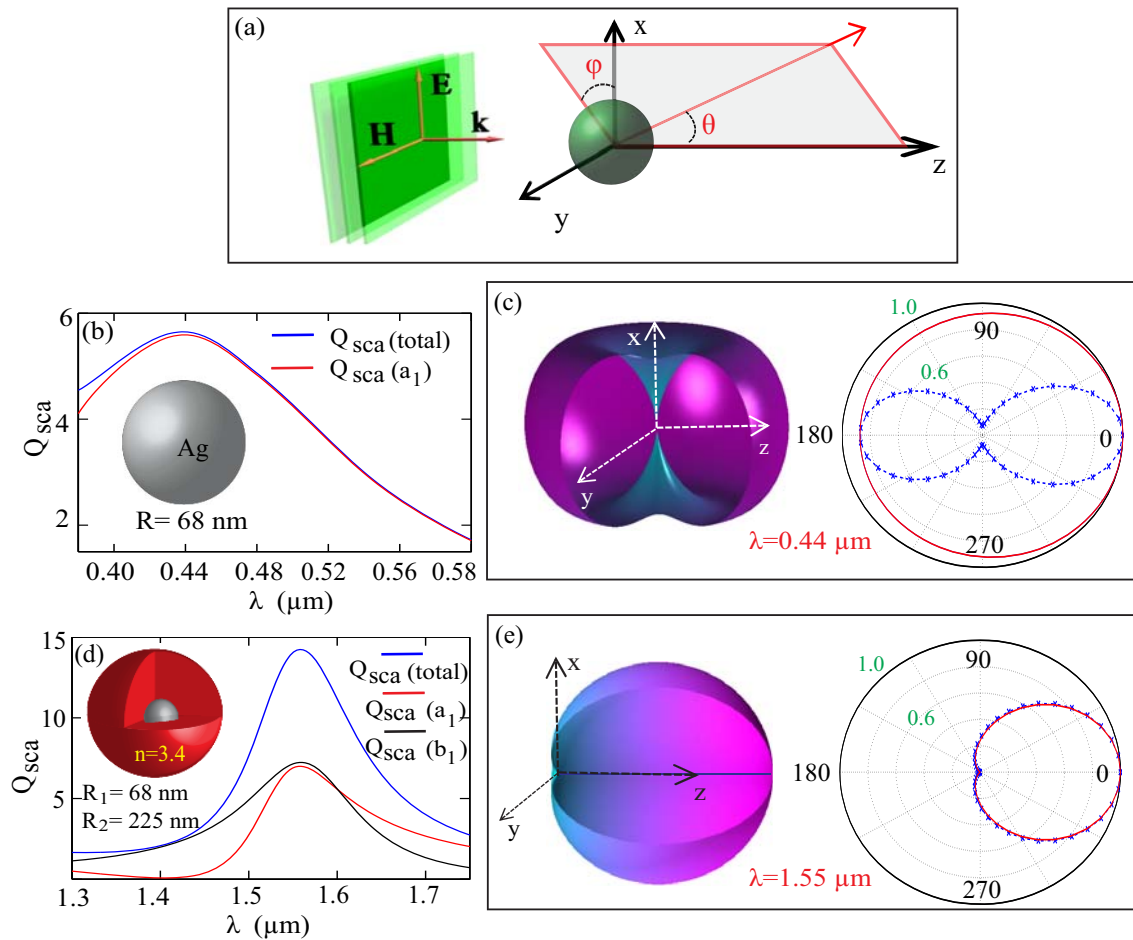 (a)
x
φ
E
H
k
θ
z
y
(b)
6
4
2
Q sca
Q sca (total)
Q sca (a1)
Ag
R= 68 nm
0.40 0.44 0.48 0.52 0.56 0.58
λ (μm)
(c)
x
z
y
λ=0.44 μm
1.0
90
0.6
180
0
270
(d)
15
10
5
Qsca
Qsca (total)
Qsca (a1)
Qsca (b1)
n=3.4
R1= 68 nm
R2= 225 nm
1.3 1.4 1.5 1.6 1.7
λ (μm)
(e)
x
z
y
λ=1.55 μm
1.0
90
0.6
180
0
270